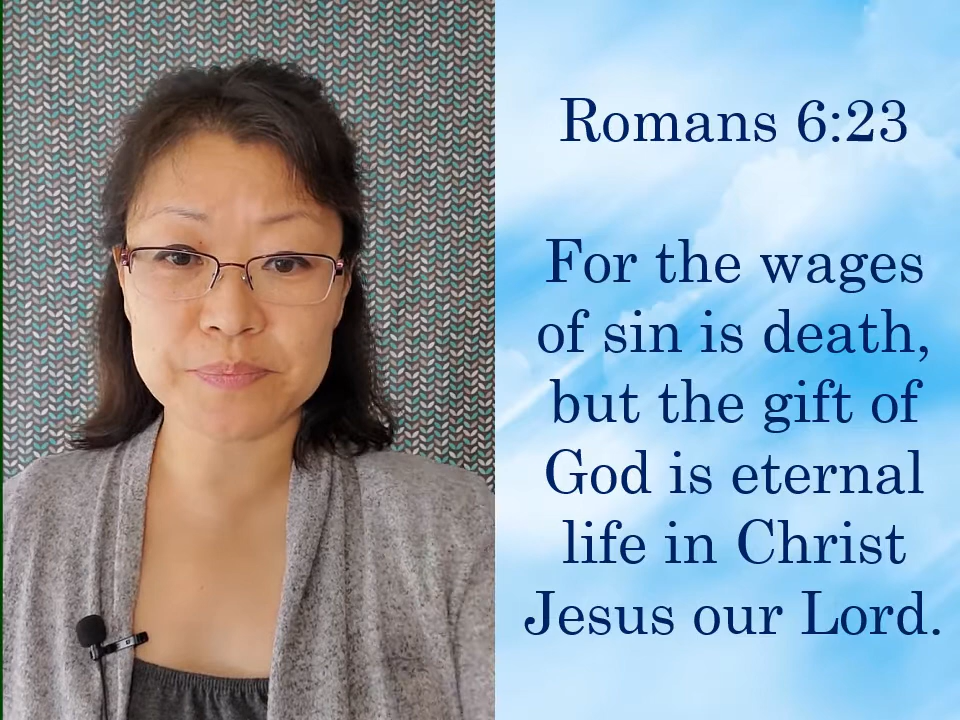 Romans 6:23
For the wages
of sin is death,
but the gift of
God is eternal
life in Christ
Jesus our Lord.